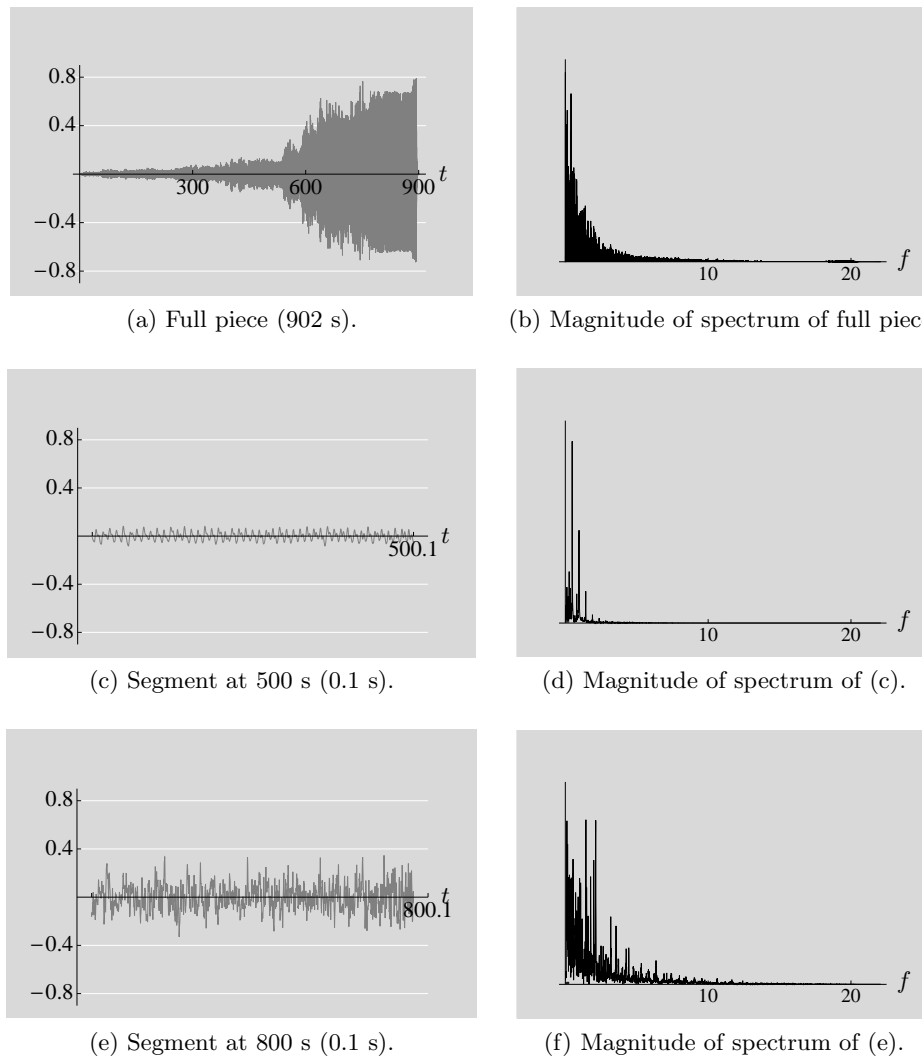 0.8
0.4
−0.4
−0.8
300
600
900
t
10
20
f
(a) Full piece (902 s).
(b) Magnitude of spectrum of full piec
0.8
0.4
−0.4
−0.8
500.1
t
10
20
f
(c) Segment at 500 s (0.1 s).
(d) Magnitude of spectrum of (c).
0.8
0.4
−0.4
−0.8
800.1
t
10
20
f
(e) Segment at 800 s (0.1 s).
(f) Magnitude of spectrum of (e).